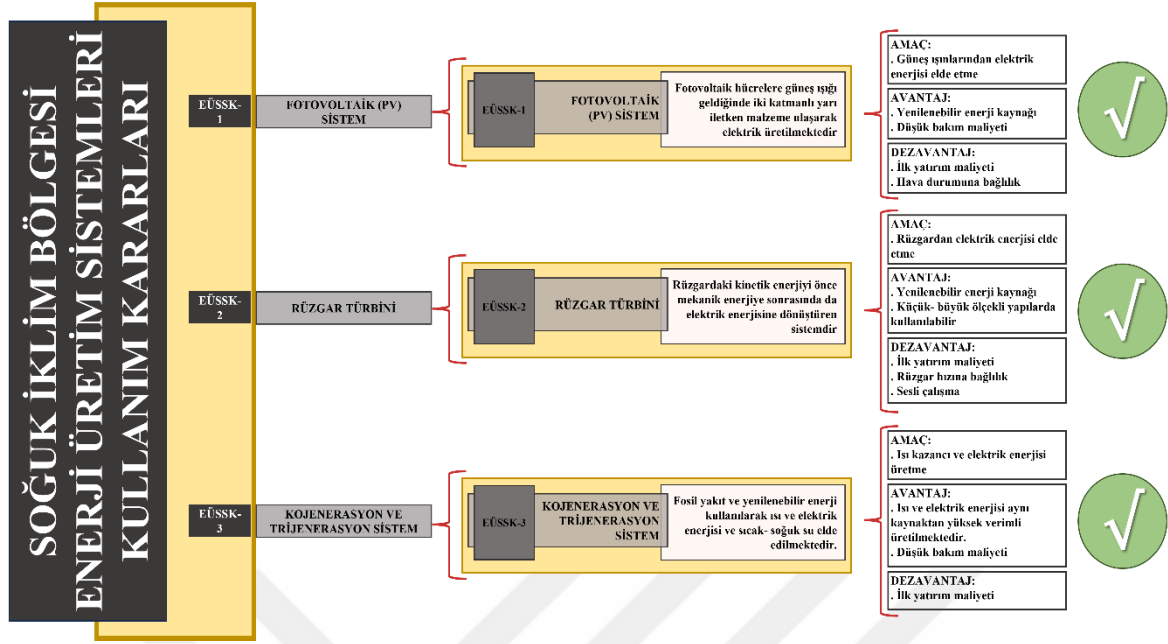 SOĞUK İKLİM BÖLGESİ
ENERJİ ÜRETİM SİSTEMLERİ
KULLANIM KARARLARI
EÜSSK-
1
FOTOVOLTAİK (PV)
SİSTEM
EÜSSK-1
FOTOVOLTAİK
(PV) SİSTEM
Fotovoltaik hücrelere güneş ışığı
geldiğinde iki katmanlı yarı
iletken malzeme ulaşarak
elektrik üretilmektedir
AMAÇ:
. Güneş ışınlarından elektrik
enerjisi elde etme
AVANTAJ:
. Yenilenebilir enerji kaynağı
. Düşük bakım maliyeti
DEZAVANTAJ:
. İlk yatırım maliyeti
. Hava durumuna bağlılık
√
EÜSSK-
2
RÜZGAR TÜRBİNİ
EÜSSK-2
RÜZGAR TÜRBİNİ
Rüzgardaki kinetik enerjiyi önce
mekanik enerjiye sonrasında da
elektrik enerjisine dönüştüren
sistemdir
AMAÇ:
. Rüzgardan elektrik enerjisi elde
etme
AVANTAJ:
. Yenilenebilir enerji kaynağı
. Küçük- büyük ölçekli yapılarda
kullanılabilir
DEZAVANTAJ:
. İlk yatırım maliyeti
. Rüzgar hızına bağlılık
. Sesli çalışma
√
EÜSSK-
3
KOJENERASYON VE
TRİJENERASYON SİSTEM
EÜSSK-3
KOJENERASYON VE
TRİJENERASYON
SİSTEM
Fosil yakıt ve yenilenebilir enerji
kullanılarak ısı ve elektrik
enerjisi ve sıcak- soğuk su elde
edilmektedir.
AMAÇ:
. Isı kazancı ve elektrik enerjisi
üretme
AVANTAJ:
. Isı ve elektrik enerjisi aynı
kaynaktan yüksek verimli
üretilmektedir.
. Düşük bakım maliyeti
DEZAVANTAJ:
. İlk yatırım maliyeti
√